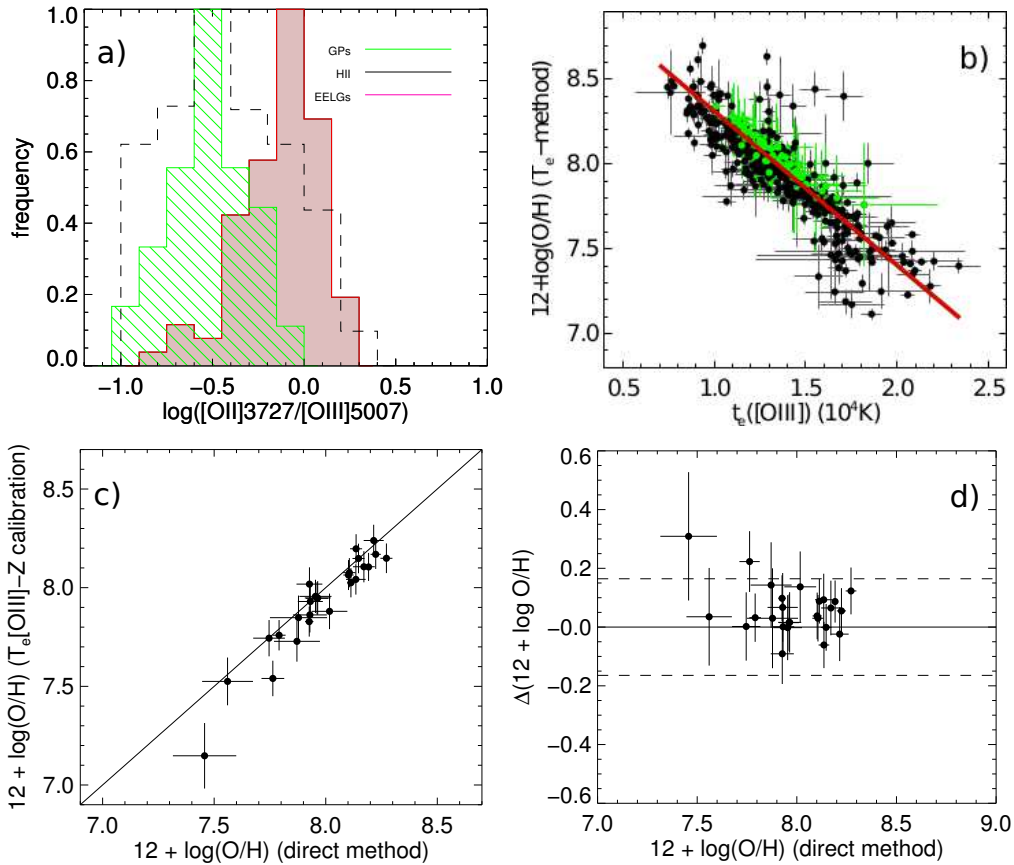 a)
GPs
HII
EELGs
frequency
1.0
0.8
0.6
0.4
0.2
0.0
−1.0 −0.5 0.0 0.5 1.0
log([OII]3727/[OIII]5007)
b)
12+log(O/H) (Te−method)
8.5
8.0
7.5
7.0
0.5 1.0 1.5 2.0 2.5
te([OIII]) (10⁴K)
c)
12 + log(O/H) (Te[OIII]−Z calibration)
8.5
8.0
7.5
7.0
7.0 7.5 8.0 8.5
12 + log(O/H) (direct method)
d)
Δ(12 + log O/H)
0.6
0.4
0.2
−0.0
−0.2
−0.4
−0.6
7.0 7.5 8.0 8.5 9.0
12 + log(O/H) (direct method)